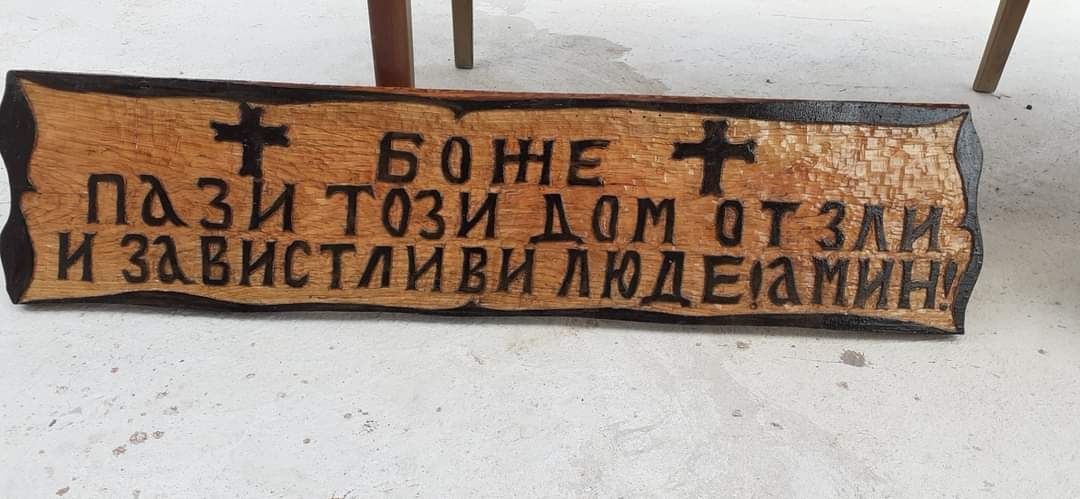 БОЖЕ
ПАЗИ ТОЗИ ДОМ ОТ ЗЛИ
И ЗАВИСТЛИВИ ЛЮДЕ!АМИН!